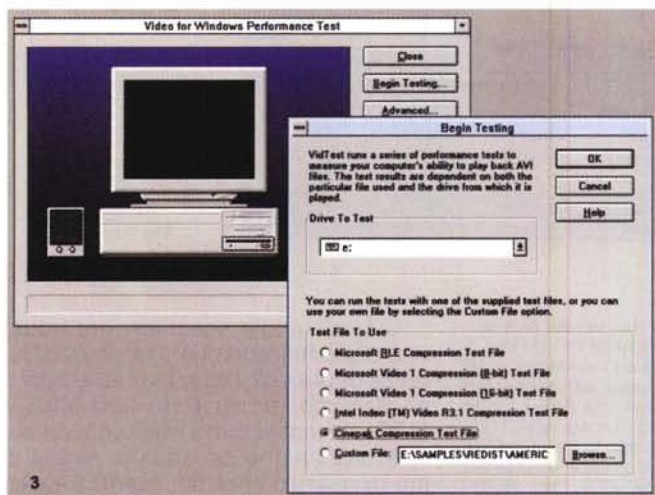 Video for Windows Performance Test
Close
Begin Testing...
Advanced...
Begin Testing
VidTest runs a series of performance tests to
measure your computer's ability to play back AVI
files. The test results are dependent on both the
particular file used and the drive from which it is
played.
OK
Cancel
Help
Drive To Test
e:
You can run the tests with one of the supplied test files, or you can
use your own file by selecting the Custom File option.
Test File To Use
Microsoft RLE Compression Test File
Microsoft Video 1 Compression (8-bit) Test File
Microsoft Video 1 Compression (16-bit) Test File
Intel Indeo (TM) Video R3.1 Compression Test File
Cinepak Compression Test File
Custom File: E:\SAMPLES\REDIST\AMERIC Browse...
3